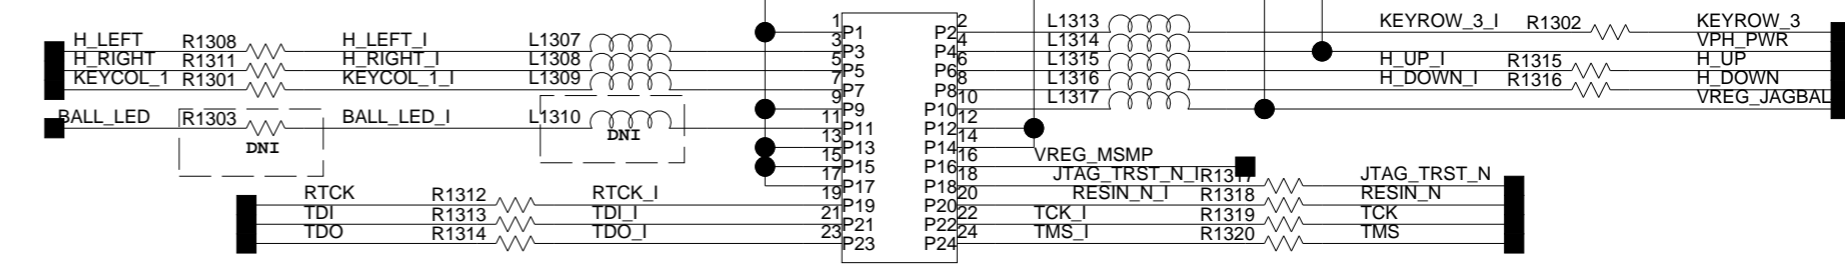 1 2 L1313 KEYROW_3_I R1302 KEYROW_3
P1 P2
H_LEFT R1308 H_LEFT_I L1307 3 4 L1314 VPH_PWR
P3 P4
H_RIGHT R1311 H_RIGHT_I L1308 5 6 L1315 H_UP_I R1315 H_UP
P5 P6
KEYCOL_1 R1301 KEYCOL_1_I L1309 7 8 L1316 H_DOWN_I R1316 H_DOWN
P7 P8
9 10 L1317 VREG_JAGBAL
P9 P10
BALL_LED R1303 BALL_LED_I L1310 11 12
P11 P12
DNI DNI 13 14
P13 P14
15 16 VREG_MSMP
P15 P16
17 18 JTAG_TRST_N_I R1317 JTAG_TRST_N
P17 P18
RTCK R1312 RTCK_I 19 20 RESIN_N_I R1318 RESIN_N
P19 P20
TDI R1313 TDI_I 21 22 TCK_I R1319 TCK
P21 P22
TDO R1314 TDO_I 23 24 TMS_I R1320 TMS
P23 P24